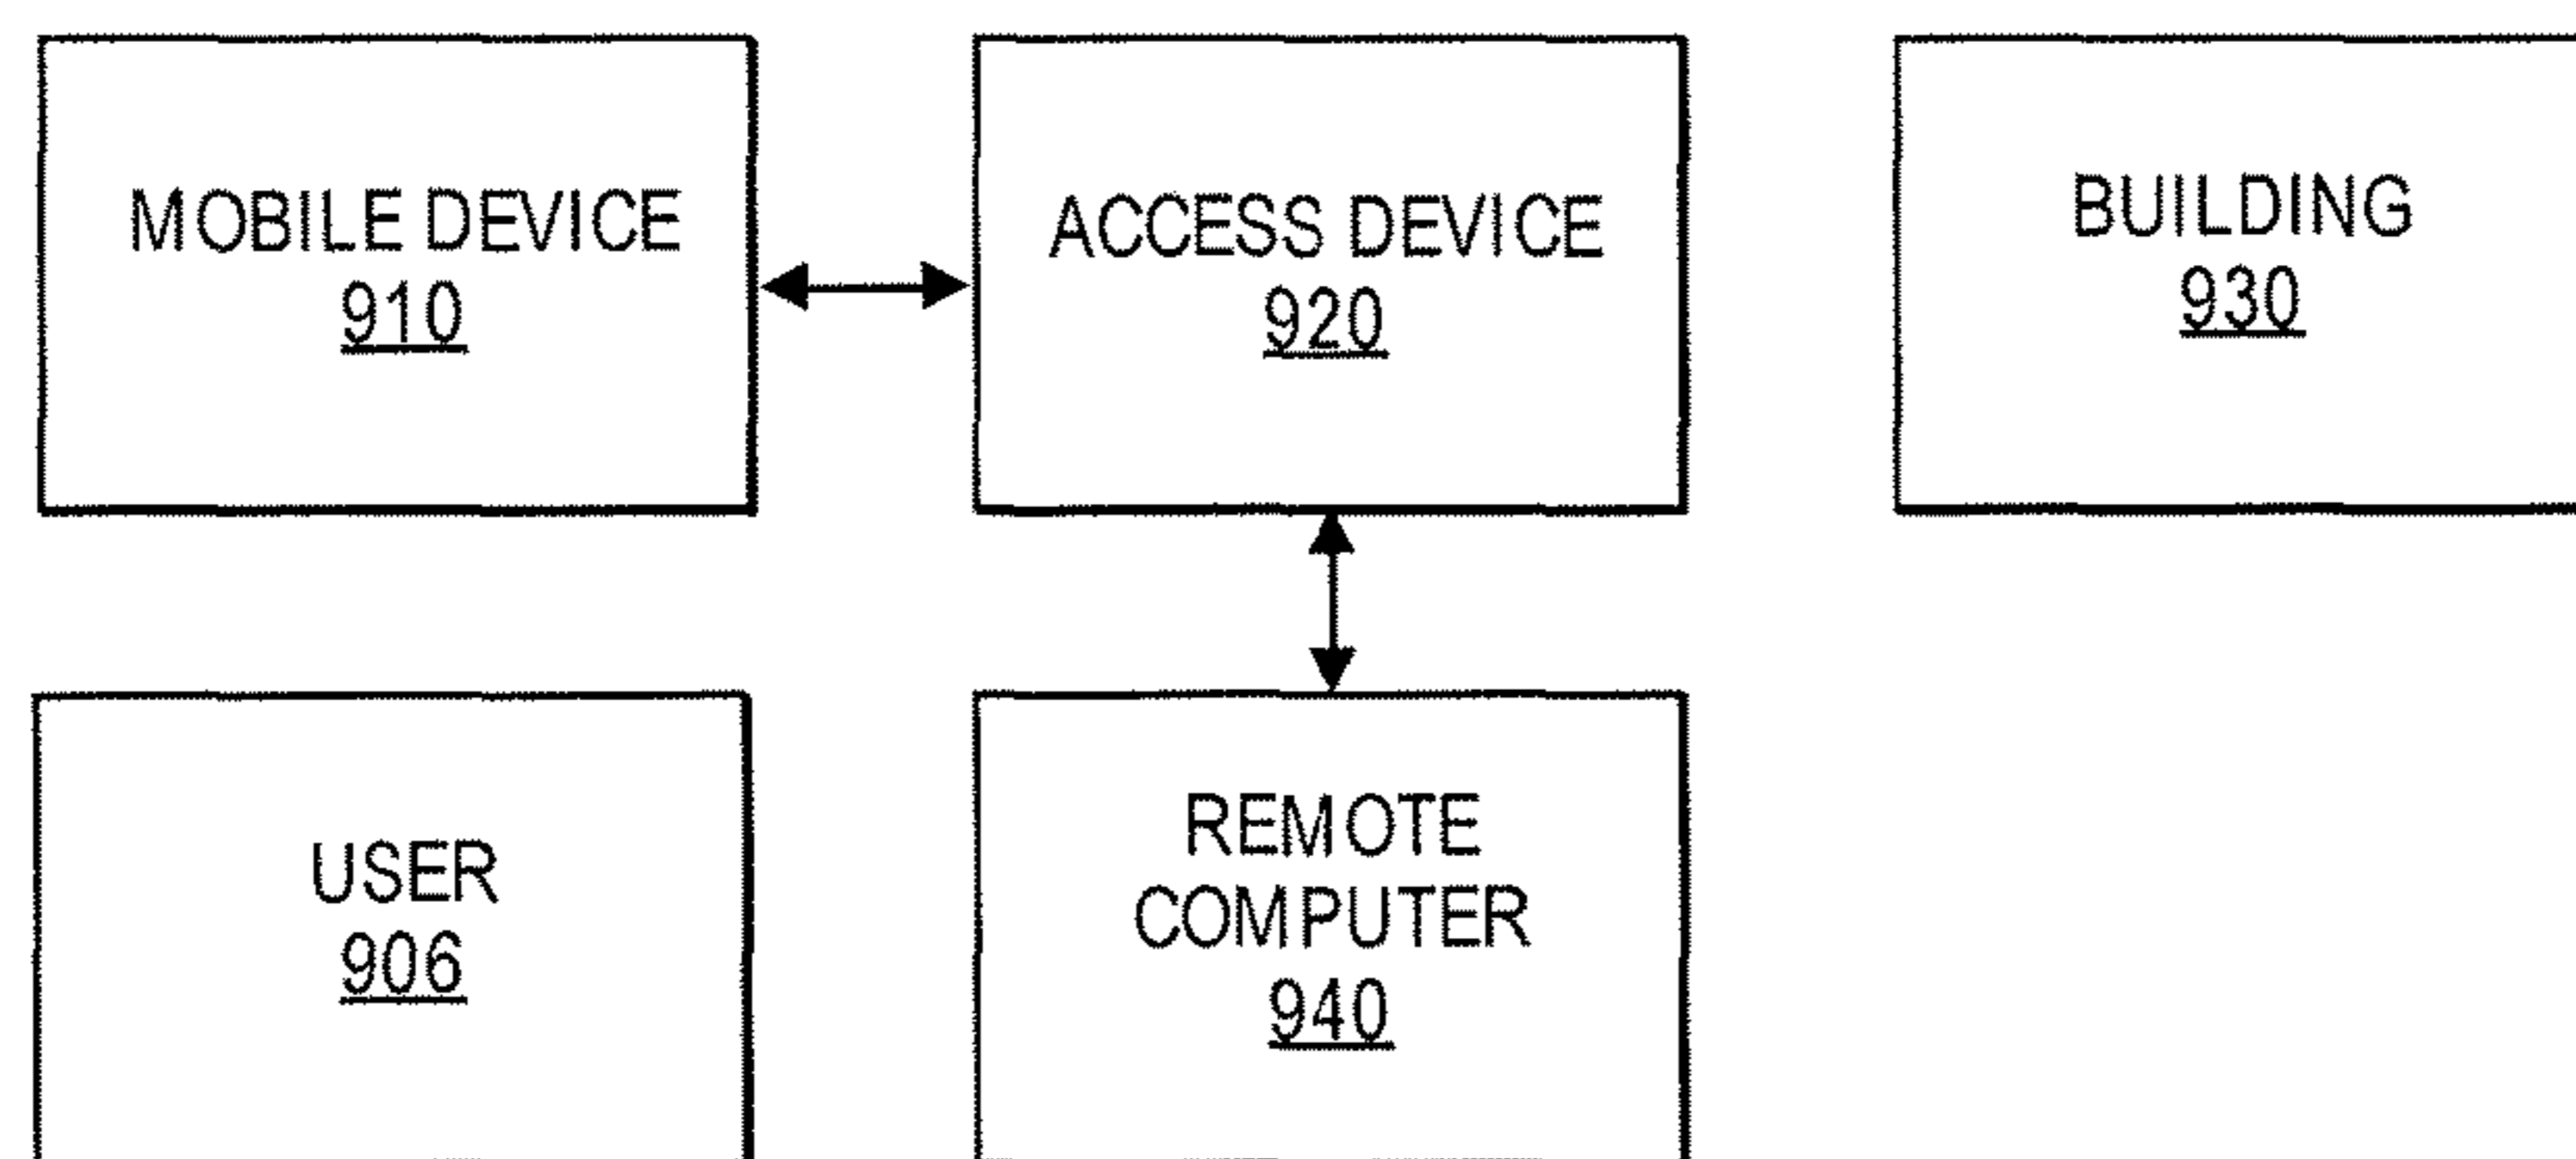 MOBILE DEVICE
910
ACCESS DEVICE
920
BUILDING
930
USER
906
REMOTE
COMPUTER
940